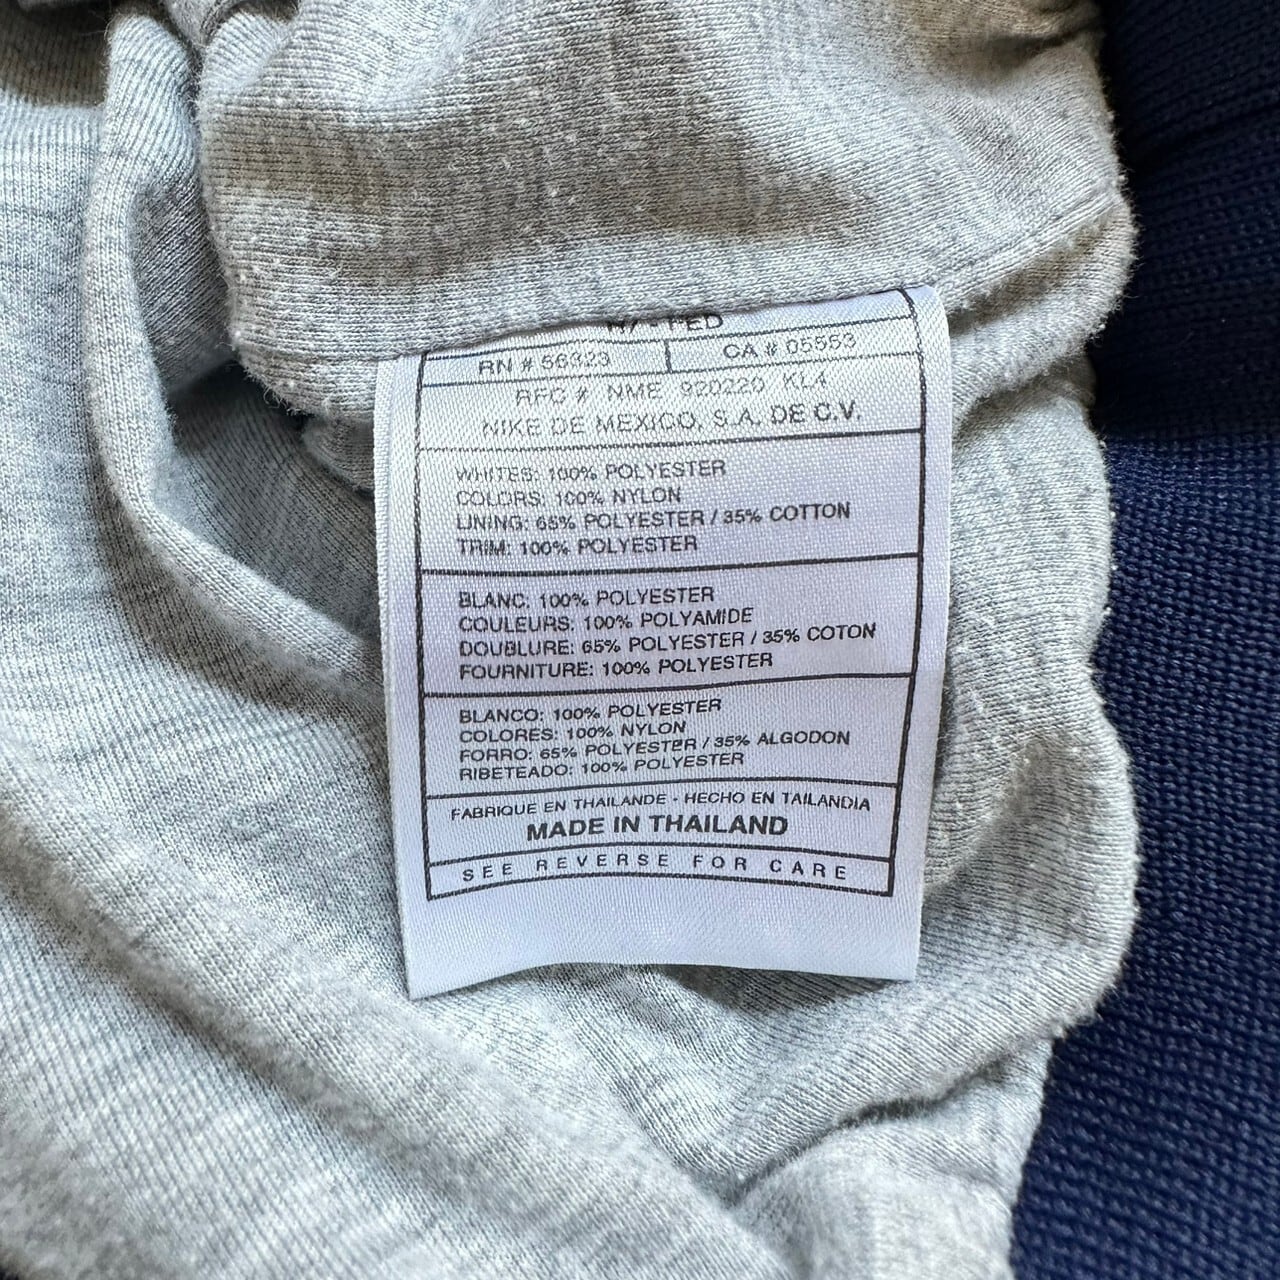 RN # 56323
CA # 05553
RFC # NME 920220 KL4
NIKE DE MEXICO, S.A. DE C.V.
WHITES: 100% POLYESTER
COLORS: 100% NYLON
LINING: 65% POLYESTER / 35% COTTON
TRIM: 100% POLYESTER
BLANC: 100% POLYESTER
COULEURS: 100% POLYAMIDE
DOUBLURE: 65% POLYESTER / 35% COTON
FOURNITURE: 100% POLYESTER
BLANCO: 100% POLYESTER
COLORES: 100% NYLON
FORRO: 65% POLYESTER / 35% ALGODON
RIBETEADO: 100% POLYESTER
FABRIQUE EN THAILANDE - HECHO EN TAILANDIA
MADE IN THAILAND
SEE REVERSE FOR CARE